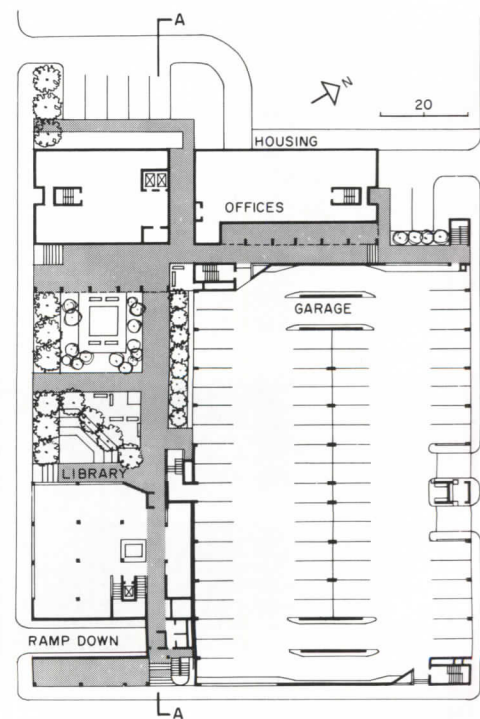 A
N
20
HOUSING
OFFICES
GARAGE
LIBRARY
RAMP DOWN
A